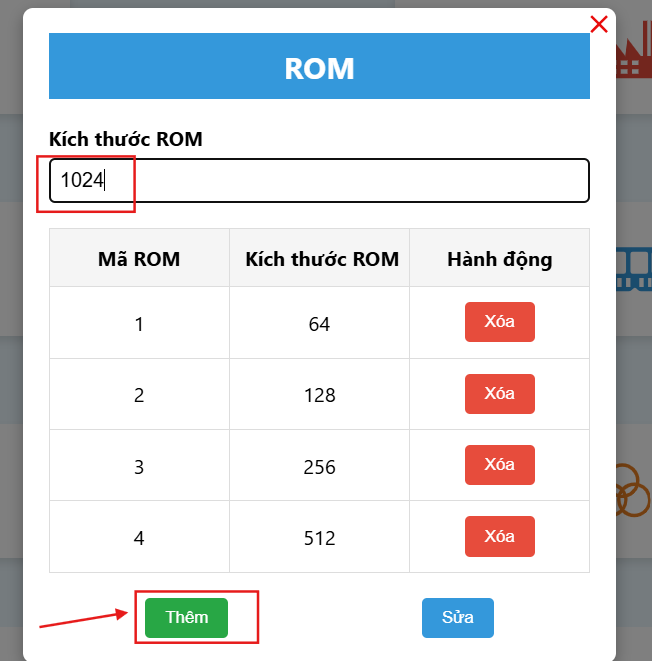 ROM
Kích thước ROM
1024
Mã ROM Kích thước ROM Hành động
1 64 Xóa
2 128 Xóa
3 256 Xóa
4 512 Xóa
Thêm Sửa